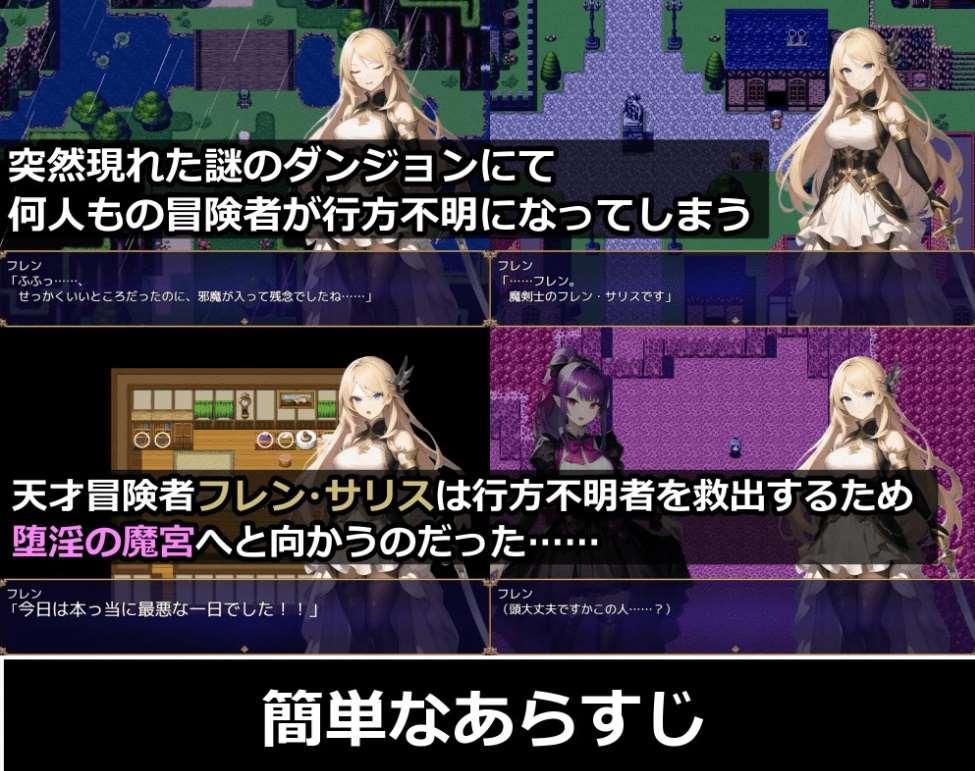 突然現れた謎のダンジョンにて
何人もの冒険者が行方不明になってしまう
フレン
「ふふっ……、
せっかくいいところだったのに、邪魔が入って残念でしたね……」
フレン
「……フレン。
魔剣士のフレン・サリスです」
天才冒険者フレン・サリスは行方不明者を救出するため
堕淫の魔宮へと向かうのだった……
フレン
「今日は本っ当に最悪な一日でした！！」
フレン
（頭大丈夫ですかこの人……？）
簡単なあらすじ